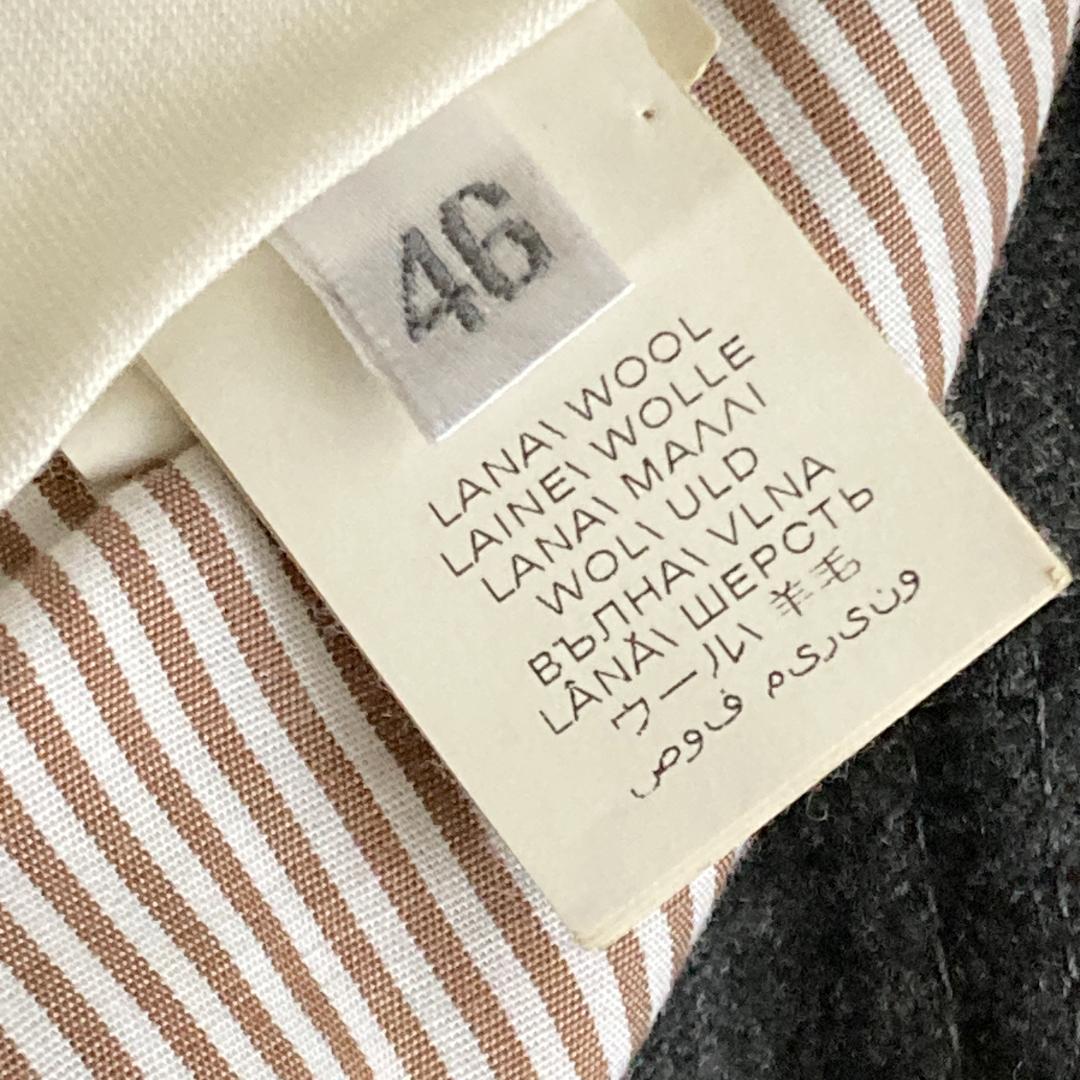 46
LANA\ WOOL
LAINE\ WOLLE
LANA\ ΜΑΛΛΙ
WOL\ ULD
ВЪЛНА\ VLNA
LÂNĂ\ ШЕРСТЬ
ウール\ 羊毛
صوف ميرينو